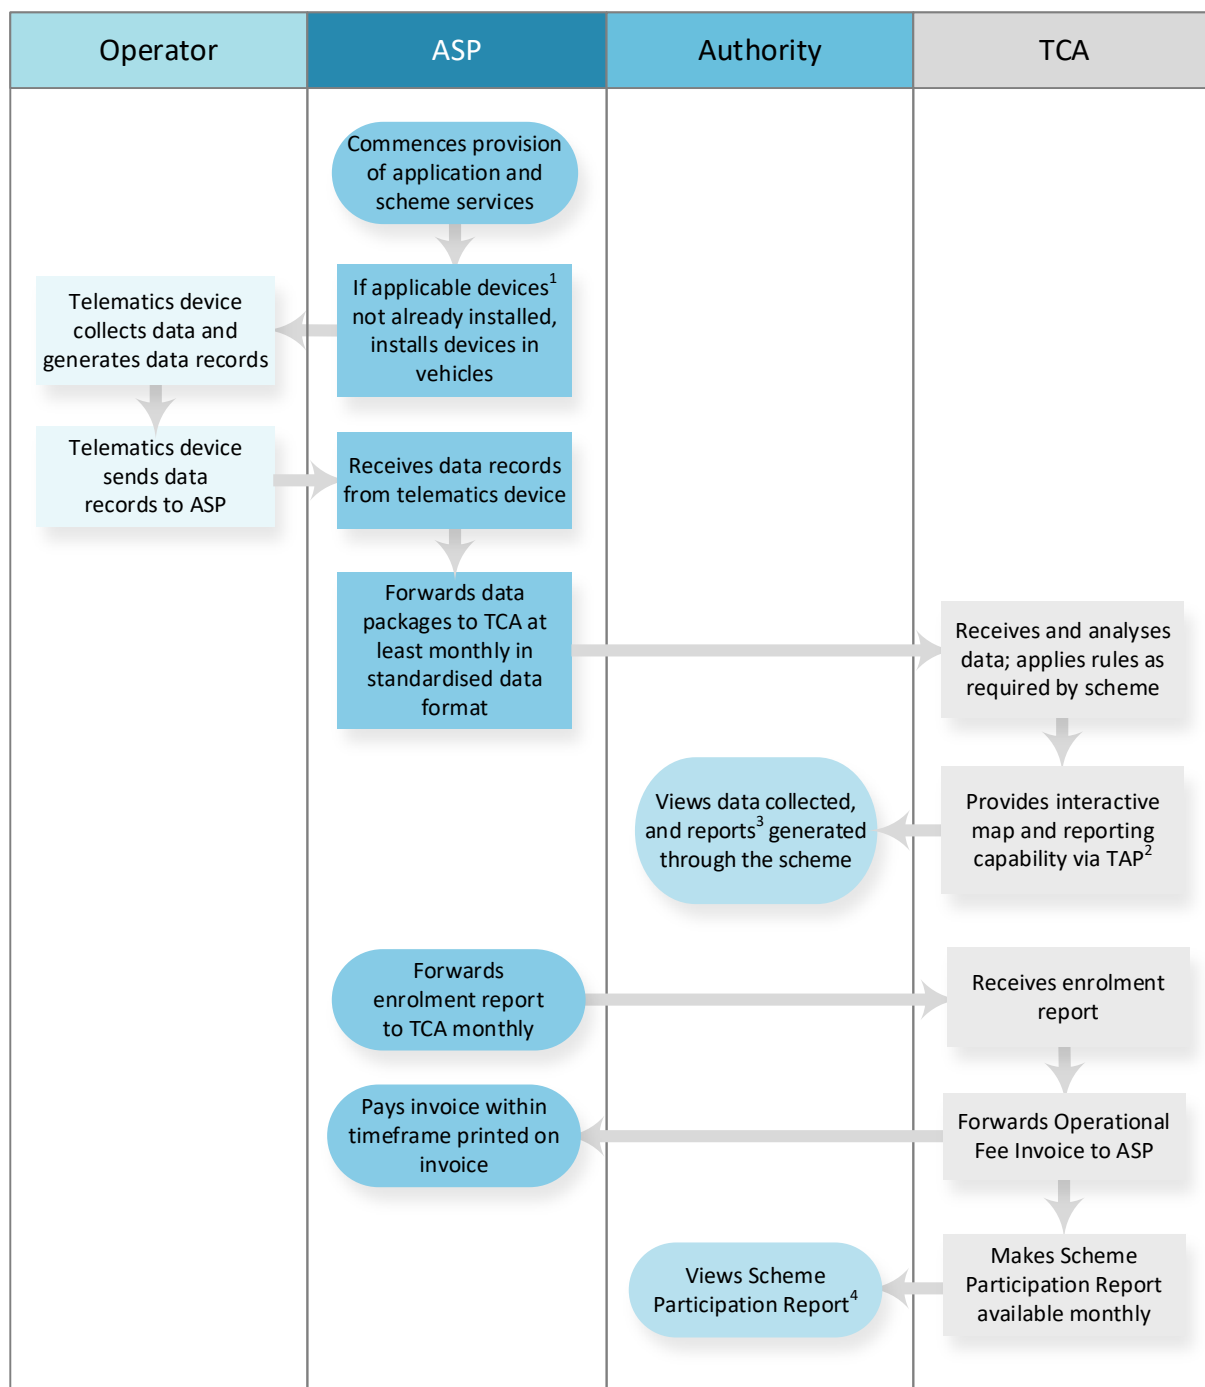 Operator
ASP
Authority
TCA
Commences provision
of application and
scheme services
If applicable devices1
not already installed,
installs devices in
vehicles
Telematics device
collects data and
generates data records
Telematics device
sends data
records to ASP
Receives data records
from telematics device
Forwards data
packages to TCA at
least monthly in
standardised data
format
Receives and analyses
data; applies rules as
required by scheme
Provides interactive
map and reporting
capability via TAP2
Views data collected,
and reports3 generated
through the scheme
Forwards
enrolment report
to TCA monthly
Receives enrolment
report
Forwards Operational
Fee Invoice to ASP
Pays invoice within
timeframe printed on
invoice
Makes Scheme
Participation Report
available monthly
Views Scheme
Participation Report4